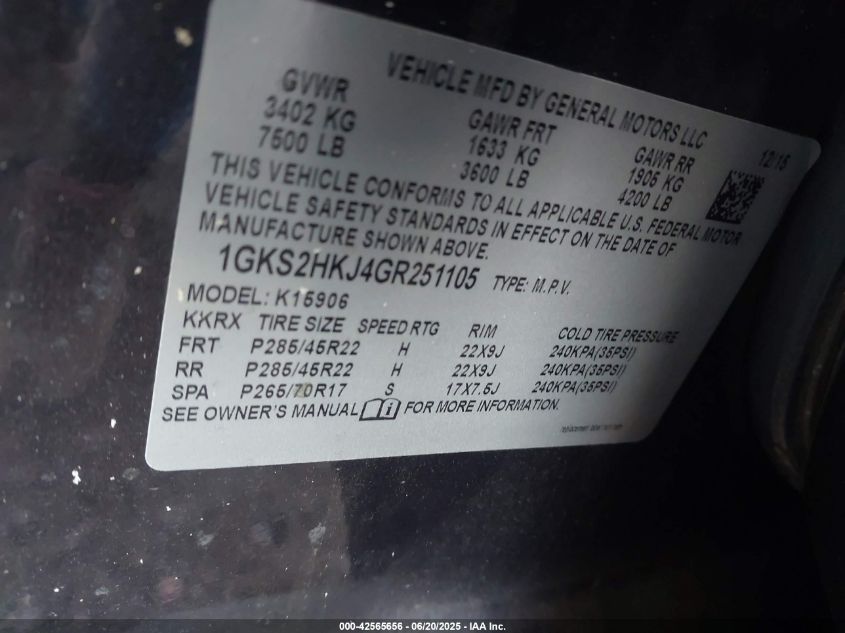 VEHICLE MFD BY GENERAL MOTORS LLC
12/15
GVWR
3402 KG
7500 LB
GAWR FRT
1633 KG
3600 LB
GAWR RR
1905 KG
4200 LB
THIS VEHICLE CONFORMS TO ALL APPLICABLE U.S. FEDERAL MOTOR
VEHICLE SAFETY STANDARDS IN EFFECT ON THE DATE OF
MANUFACTURE SHOWN ABOVE.
1GKS2HKJ4GR251105 TYPE: M.P.V.
MODEL: K15906
KKRX TIRE SIZE SPEED RTG RIM COLD TIRE PRESSURE
FRT P285/45R22 H 22X9J 240KPA(35PSI)
RR P285/45R22 H 22X9J 240KPA(35PSI)
SPA P265/70R17 S 17X7.5J 240KPA(35PSI)
SEE OWNER'S MANUAL FOR MORE INFORMATION.
000-42565656 - 06/20/2025 - IAA Inc.